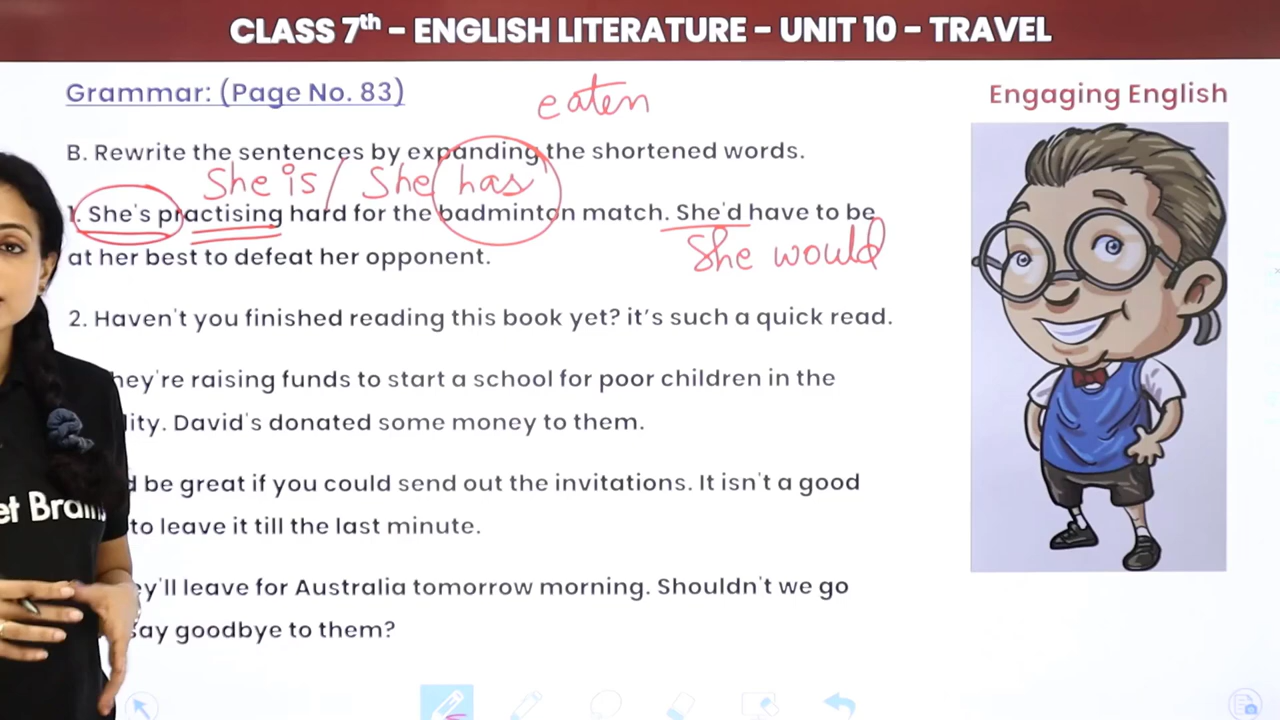 CLASS 7th – ENGLISH LITERATURE – UNIT 10 – TRAVEL
Grammar: (Page No. 83)
eaten
Engaging English
B. Rewrite the sentences by expanding the shortened words.
She is/ She has
1. She's practising hard for the badminton match. She'd have to be
She would
at her best to defeat her opponent.
2. Haven't you finished reading this book yet? it's such a quick read.
hey're raising funds to start a school for poor children in the
lity. David's donated some money to them.
d be great if you could send out the invitations. It isn't a good
et Brains
to leave it till the last minute.
ey'll leave for Australia tomorrow morning. Shouldn't we go
say goodbye to them?